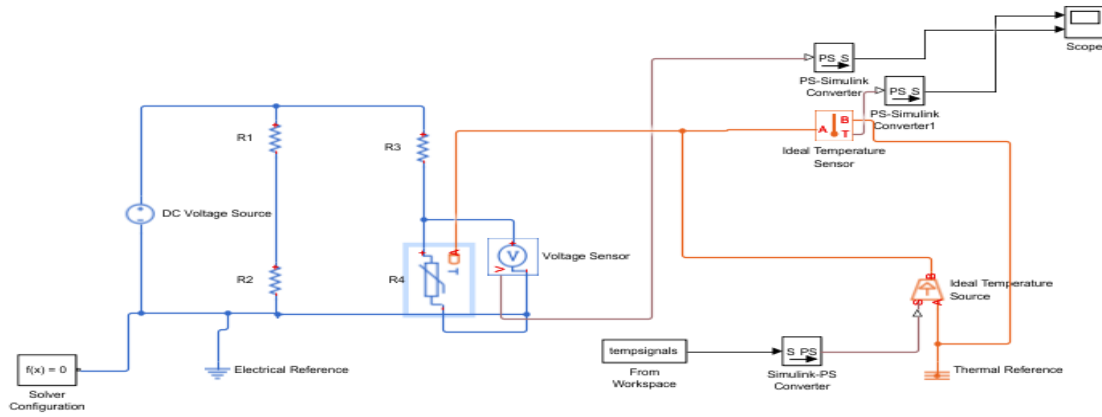 Scope
PS S
PS-Simulink
Converter
PS S
PS-Simulink
Converter1
R1
R3
A
B
T
Ideal Temperature
Sensor
DC Voltage Source
A
T
V
V
Voltage Sensor
R2
R4
B
S
A
Ideal Temperature
Source
tempsignals
From
Workspace
S PS
Simulink-PS
Converter
f(x) = 0
Solver
Configuration
Electrical Reference
Thermal Reference